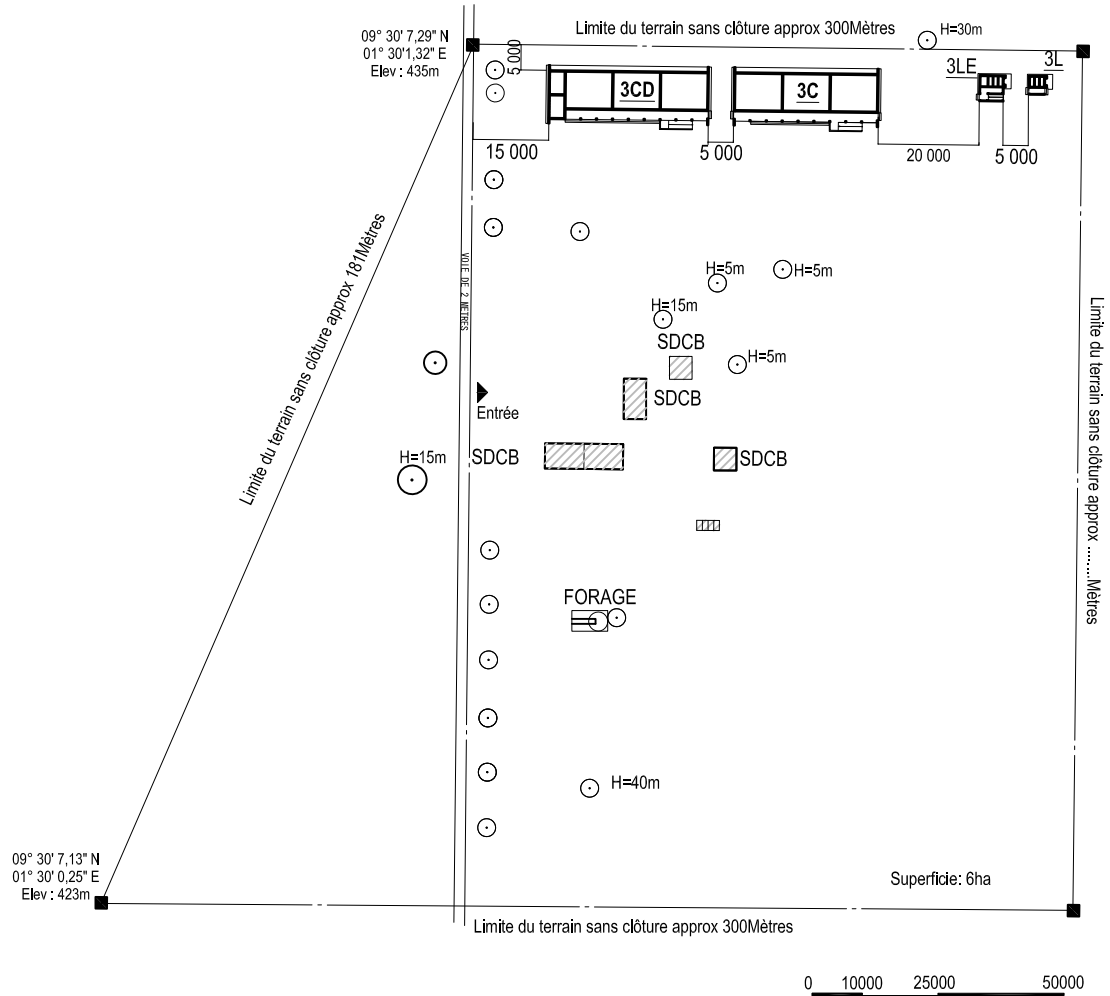 Limite du terrain sans clôture approx 300Mètres
H=30m
09° 30' 7,29" N
01° 30'1,32" E
Elev : 435m
5 000
3CD
3C
3LE
3L
15 000
5 000
20 000
5 000
Limite du terrain sans clôture approx 181Mètres
VOIE DE 2 METRES
H=5m
H=5m
H=15m
SDCB
H=5m
SDCB
Entrée
H=15m
SDCB
SDCB
Limite du terrain sans clôture approx ........Mètres
FORAGE
H=40m
09° 30' 7,13" N
01° 30' 0,25" E
Elev : 423m
Superficie: 6ha
Limite du terrain sans clôture approx 300Mètres
0 10000 25000 50000